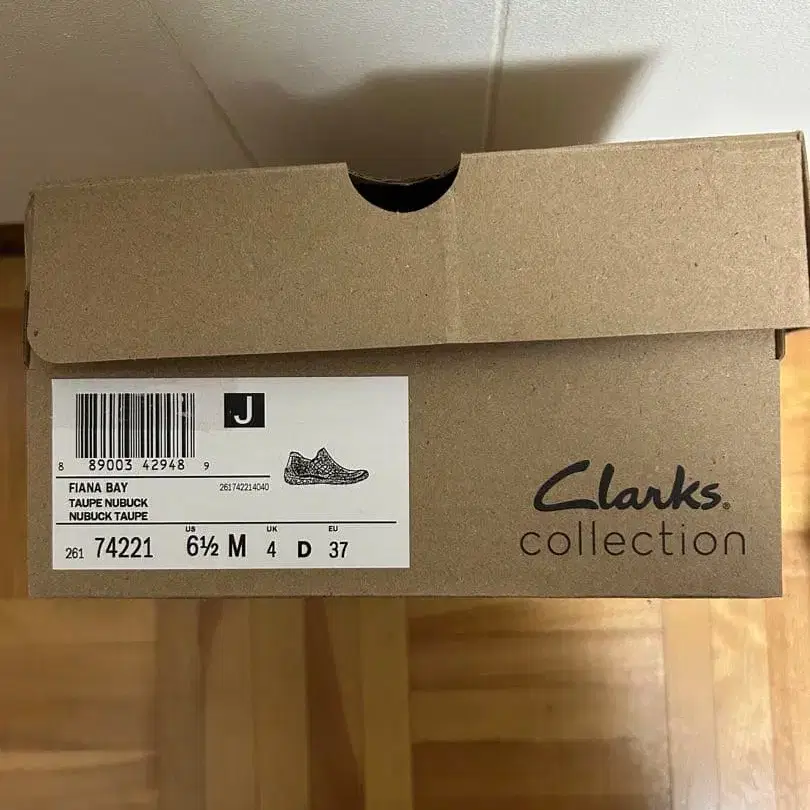 J
8 89003 42948 9
FIANA BAY 261742214040
TAUPE NUBUCK
NUBUCK TAUPE
US UK EU
261 74221 6½ M 4 D 37
Clarks®
collection